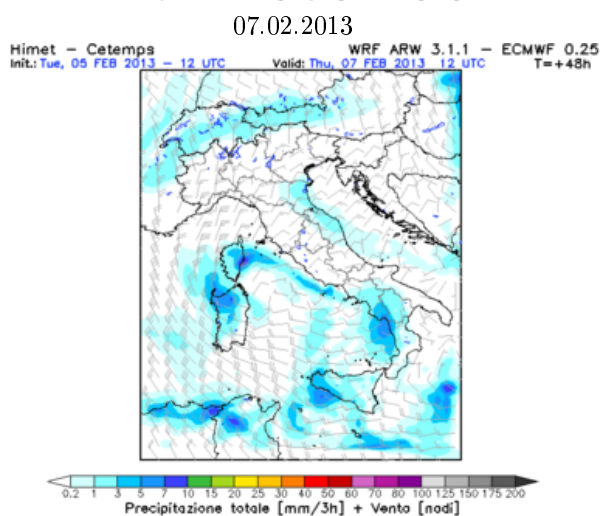 07.02.2013
Himet – Cetemps WRF ARW 3.1.1 – ECMWF 0.25
Init.: Tue, 05 FEB 2013 – 12 UTC Valid: Thu, 07 FEB 2013 12 UTC T=+48h
0.2 1 3 5 7 10 15 20 25 30 40 50 60 70 80 100 125 150 175 200
Precipitazione totale [mm/3h] + Vento [nodi]